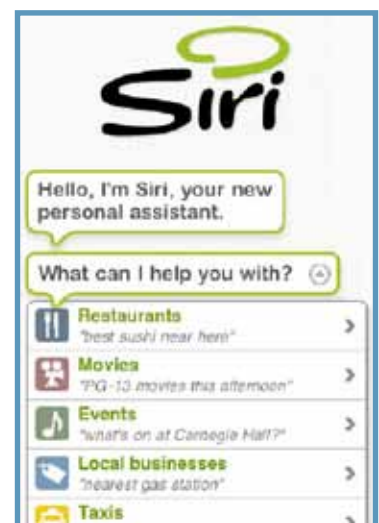 Siri
Hello, I'm Siri, your new
personal assistant.
What can I help you with?
Restaurants
"best sushi near here"
Movies
"PG-13 movies this afternoon"
Events
"what's on at Carnegie Hall?"
Local businesses
"nearest gas station"
Taxis